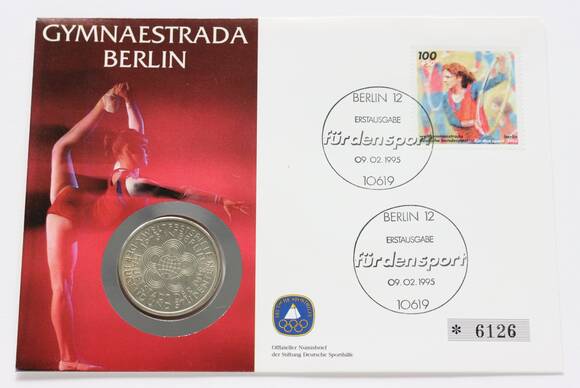 GYMNAESTRADA
BERLIN
100
berlin
BERLIN 12
ERSTAUSGABE
fürdensport
09.02.1995
10619
BERLIN 12
ERSTAUSGABE
fürdensport
09.02.1995
10619
* 6126
Offizieller Numisbrief
der Stiftung Deutsche Sporthilfe